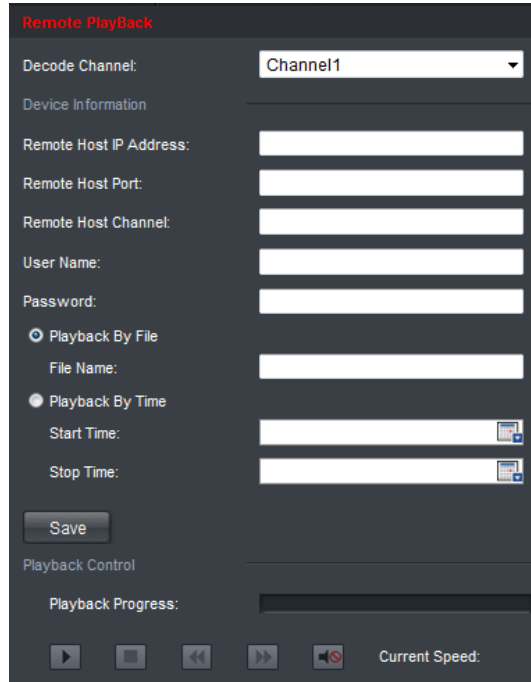 Remote PlayBack
Decode Channel: Channel1
Device Information
Remote Host IP Address:
Remote Host Port:
Remote Host Channel:
User Name:
Password:
Playback By File
File Name:
Playback By Time
Start Time:
Stop Time:
Save
Playback Control
Playback Progress:
Current Speed: